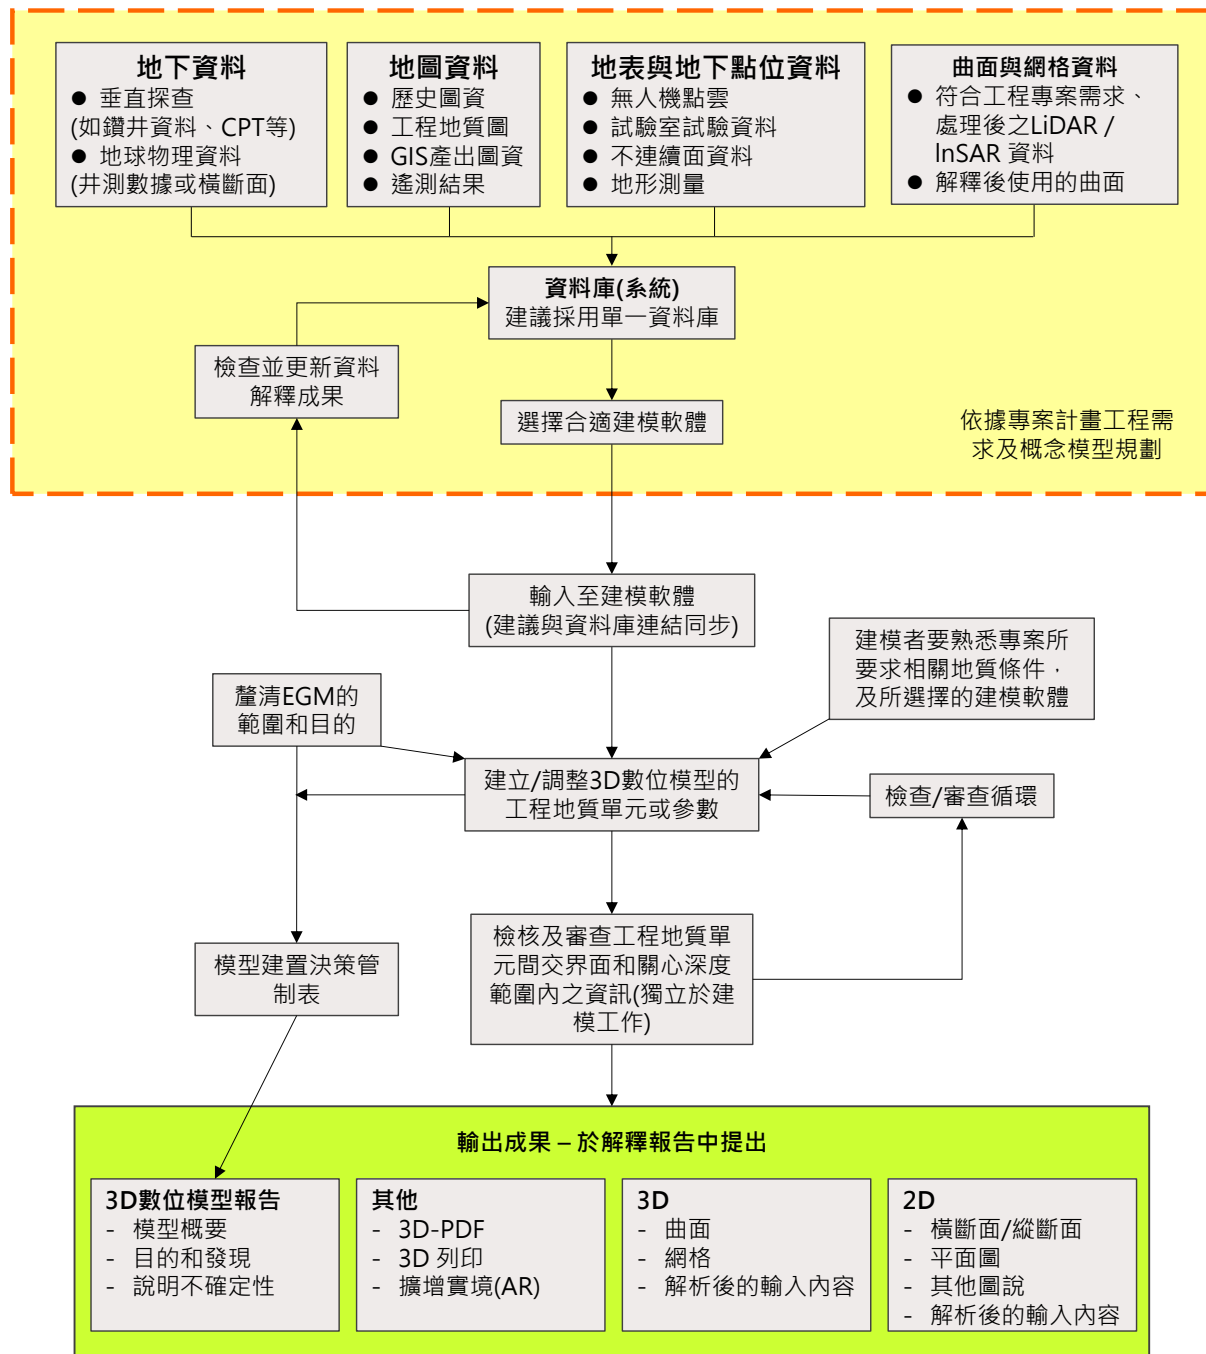 地下資料
● 垂直探查
(如鑽井資料、CPT等)
● 地球物理資料
(井測數據或橫斷面)
地圖資料
● 歷史圖資
● 工程地質圖
● GIS產出圖資
● 遙測結果
地表與地下點位資料
● 無人機點雲
● 試驗室試驗資料
● 不連續面資料
● 地形測量
曲面與網格資料
● 符合工程專案需求、
處理後之LiDAR /
InSAR 資料
● 解釋後使用的曲面
資料庫(系統)
建議採用單一資料庫
檢查並更新資料
解釋成果
選擇合適建模軟體
依據專案計畫工程需
求及概念模型規劃
輸入至建模軟體
(建議與資料庫連結同步)
建模者要熟悉專案所
要求相關地質條件，
及所選擇的建模軟體
釐清EGM的
範圍和目的
建立/調整3D數位模型的
工程地質單元或參數
檢查/審查循環
檢核及審查工程地質單
元間交界面和關心深度
範圍內之資訊(獨立於建
模工作)
模型建置決策管
制表
輸出成果 – 於解釋報告中提出
3D數位模型報告
- 模型概要
- 目的和發現
- 說明不確定性
其他
- 3D-PDF
- 3D 列印
- 擴增實境(AR)
3D
- 曲面
- 網格
- 解析後的輸入內容
2D
- 橫斷面/縱斷面
- 平面圖
- 其他圖說
- 解析後的輸入內容